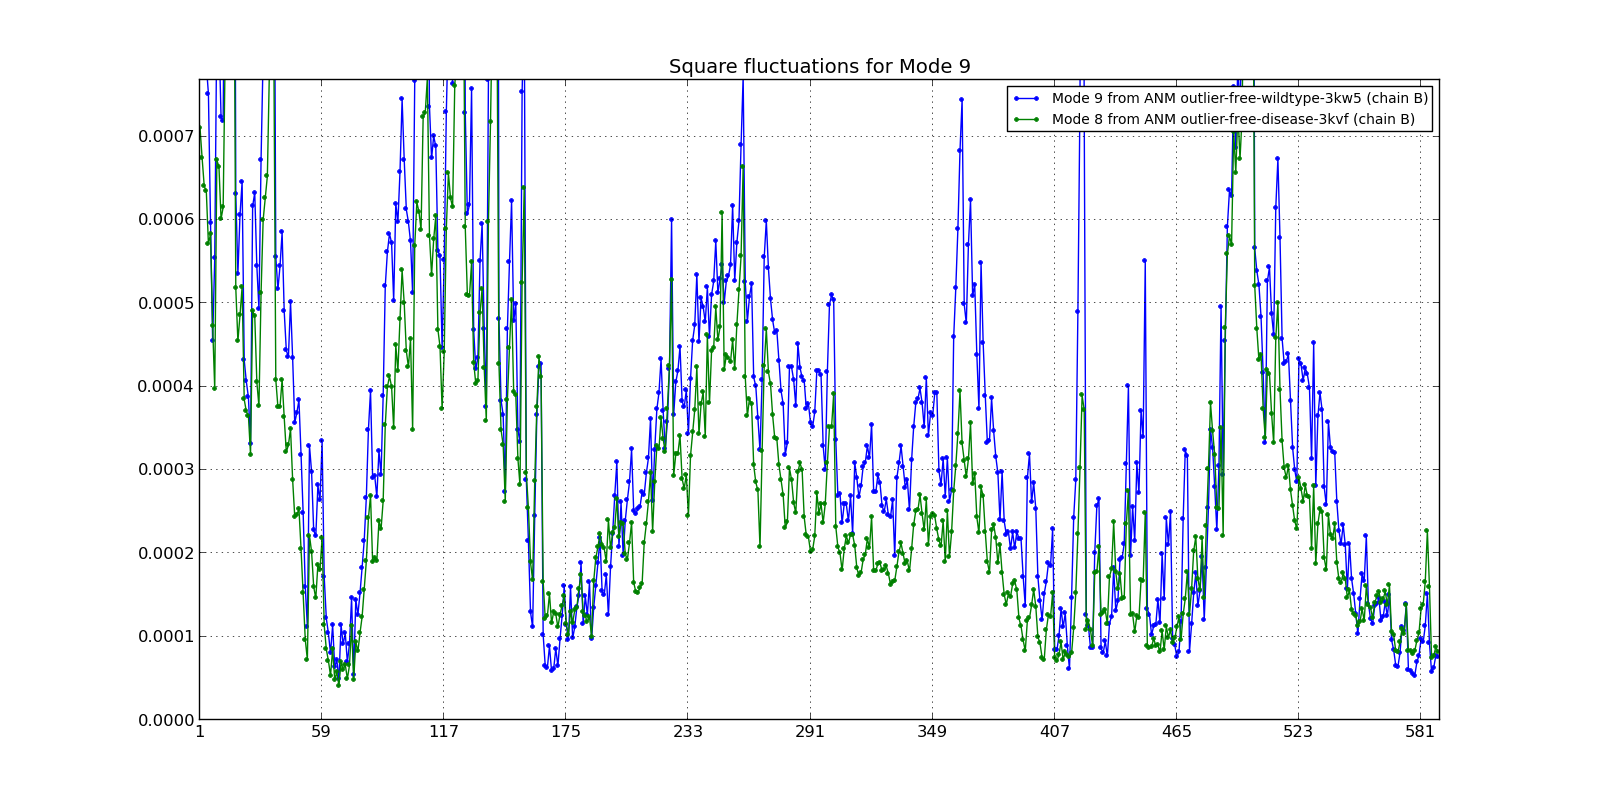 Square fluctuations for Mode 9
Mode 9 from ANM outlier-free-wildtype-3kw5 (chain B)
Mode 8 from ANM outlier-free-disease-3kvf (chain B)
0.0007
0.0006
0.0005
0.0004
0.0003
0.0002
0.0001
0.0000
1 59 117 175 233 291 349 407 465 523 581